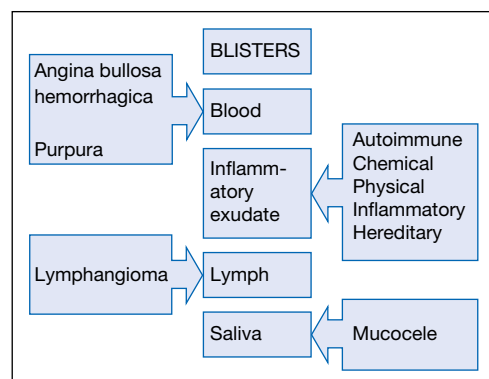 BLISTERS
Angina bullosa
hemorrhagica
Purpura
Blood
Inflamm-
atory
exudate
Autoimmune
Chemical
Physical
Inflammatory
Hereditary
Lymphangioma
Lymph
Saliva
Mucocele